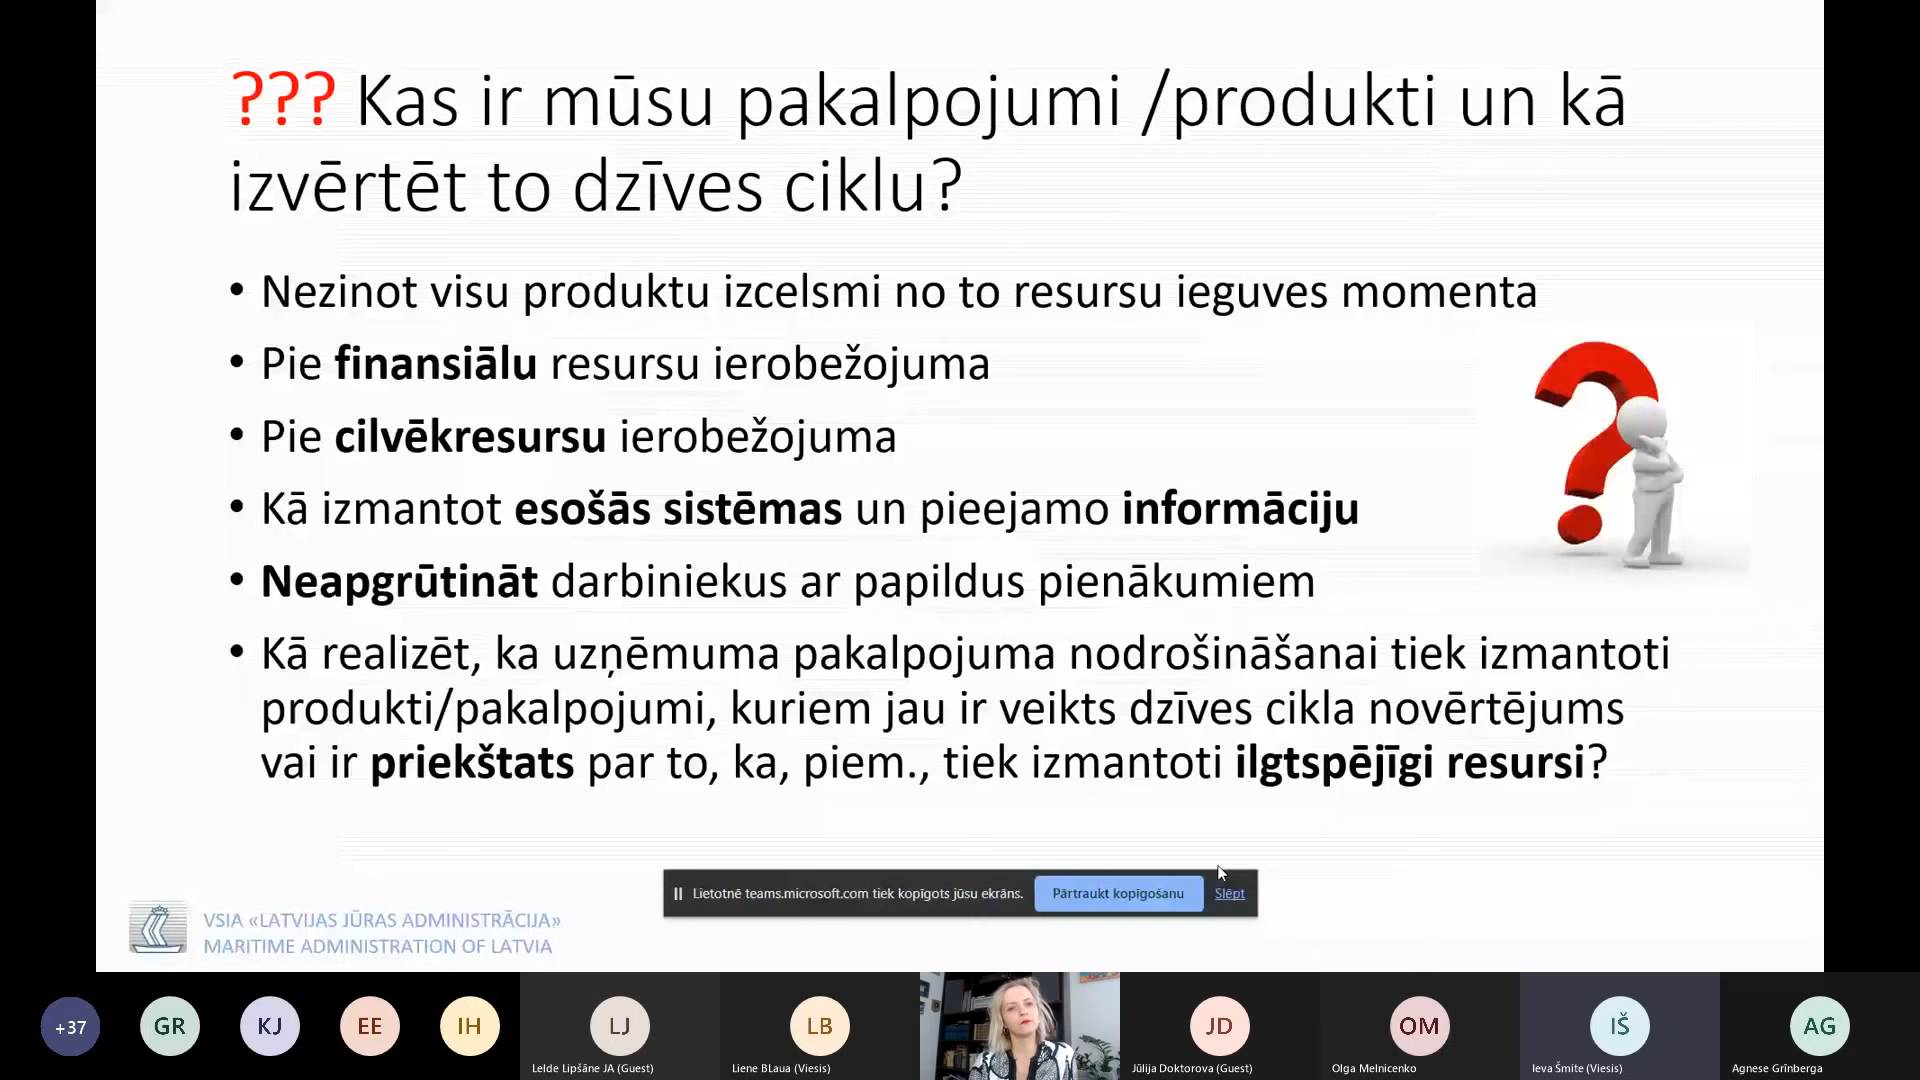 ??? Kas ir mūsu pakalpojumi /produkti un kā
izvērtēt to dzīves ciklu?
• Nezinot visu produktu izcelsmi no to resursu ieguves momenta
• Pie finansiālu resursu ierobežojuma
• Pie cilvēkresursu ierobežojuma
• Kā izmantot esošās sistēmas un pieejamo informāciju
• Neapgrūtināt darbiniekus ar papildus pienākumiem
• Kā realizēt, ka uzņēmuma pakalpojuma nodrošināšanai tiek izmantoti
produkti/pakalpojumi, kuriem jau ir veikts dzīves cikla novērtējums
vai ir priekštats par to, ka, piem., tiek izmantoti ilgtspējīgi resursi?
Lietotnē teams.microsoft.com tiek kopīgots jūsu ekrāns. Pārtraukt kopīgošanu Slēpt
VSIA «LATVIJAS JŪRAS ADMINISTRĀCIJA»
MARITIME ADMINISTRATION OF LATVIA
+37 GR KJ EE IH LJ LB JD OM IŠ AG
Lelde Lipšāne JA (Guest) Liene BLaua (Viesis) Jūlija Doktorova (Guest) Olga Melnicenko Ieva Šmite (Viesis) Agnese Grīnberga